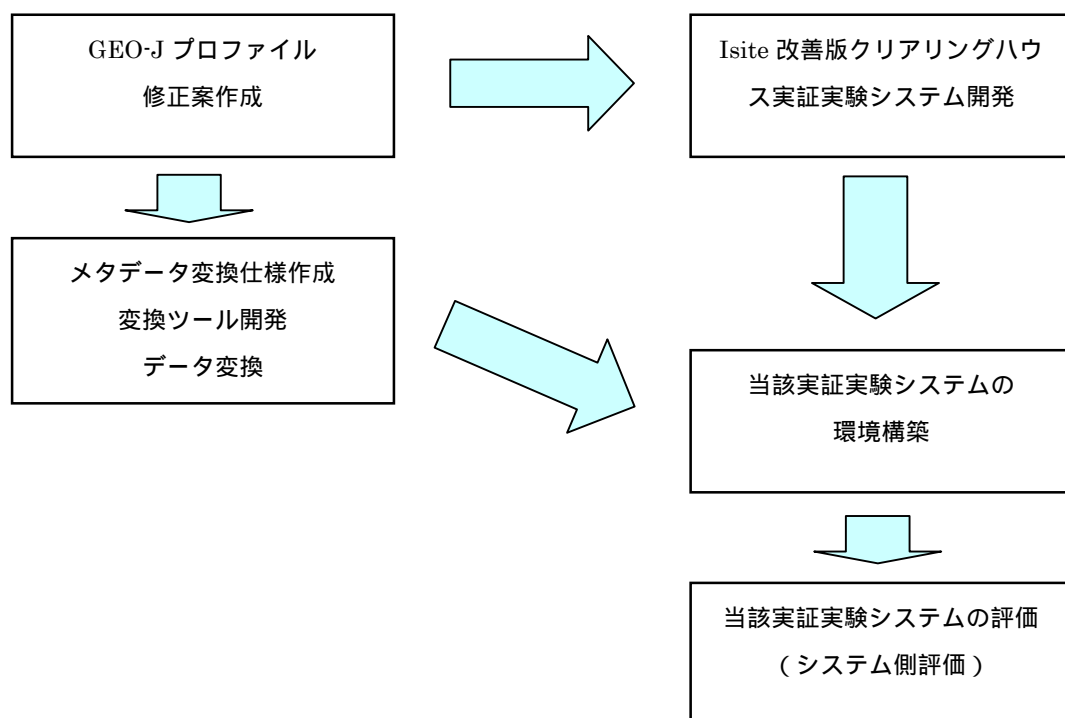 GEO-J プロファイル
修正案作成
Isite 改善版クリアリングハウ
ス実証実験システム開発
メタデータ変換仕様作成
変換ツール開発
データ変換
当該実証実験システムの
環境構築
当該実証実験システムの評価
(システム側評価)